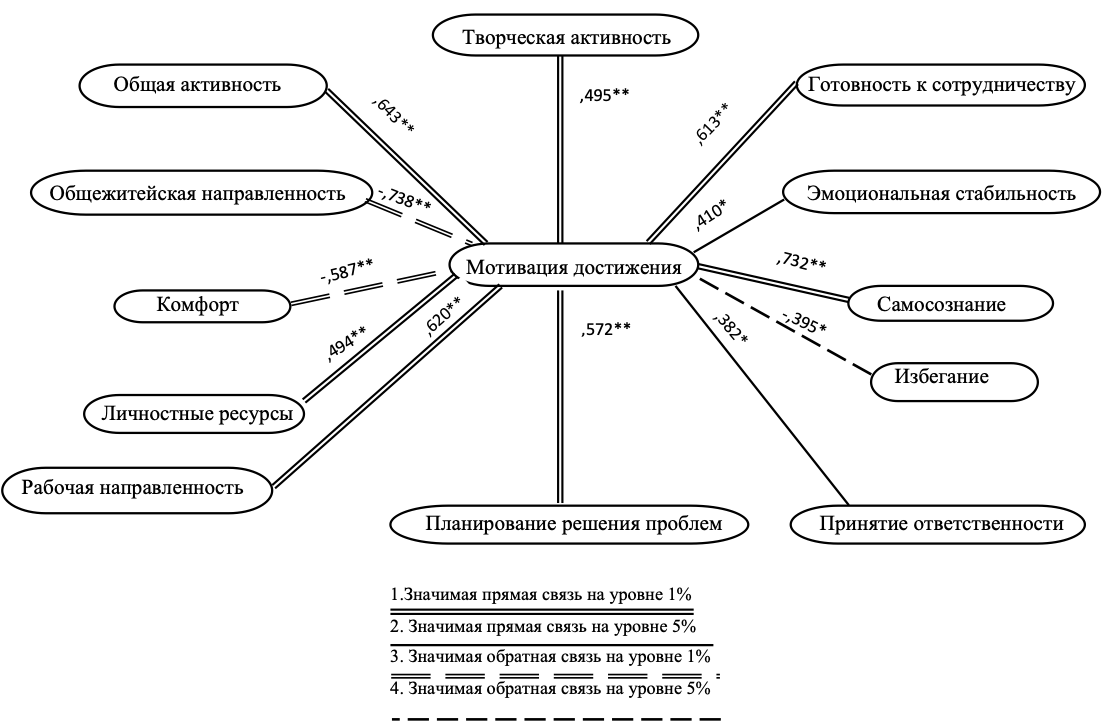 Творческая активность
Общая активность
Готовность к сотрудничеству
,643**
,495**
,613**
Общежитейская направленность
-,738**
,410*
Эмоциональная стабильность
Мотивация достижения
-,587**
,732**
Комфорт
Самосознание
,494**
,620**
,572**
,382*
-,395*
Избегание
Личностные ресурсы
Рабочая направленность
Планирование решения проблем
Принятие ответственности
1.Значимая прямая связь на уровне 1%
2. Значимая прямая связь на уровне 5%
3. Значимая обратная связь на уровне 1%
4. Значимая обратная связь на уровне 5%